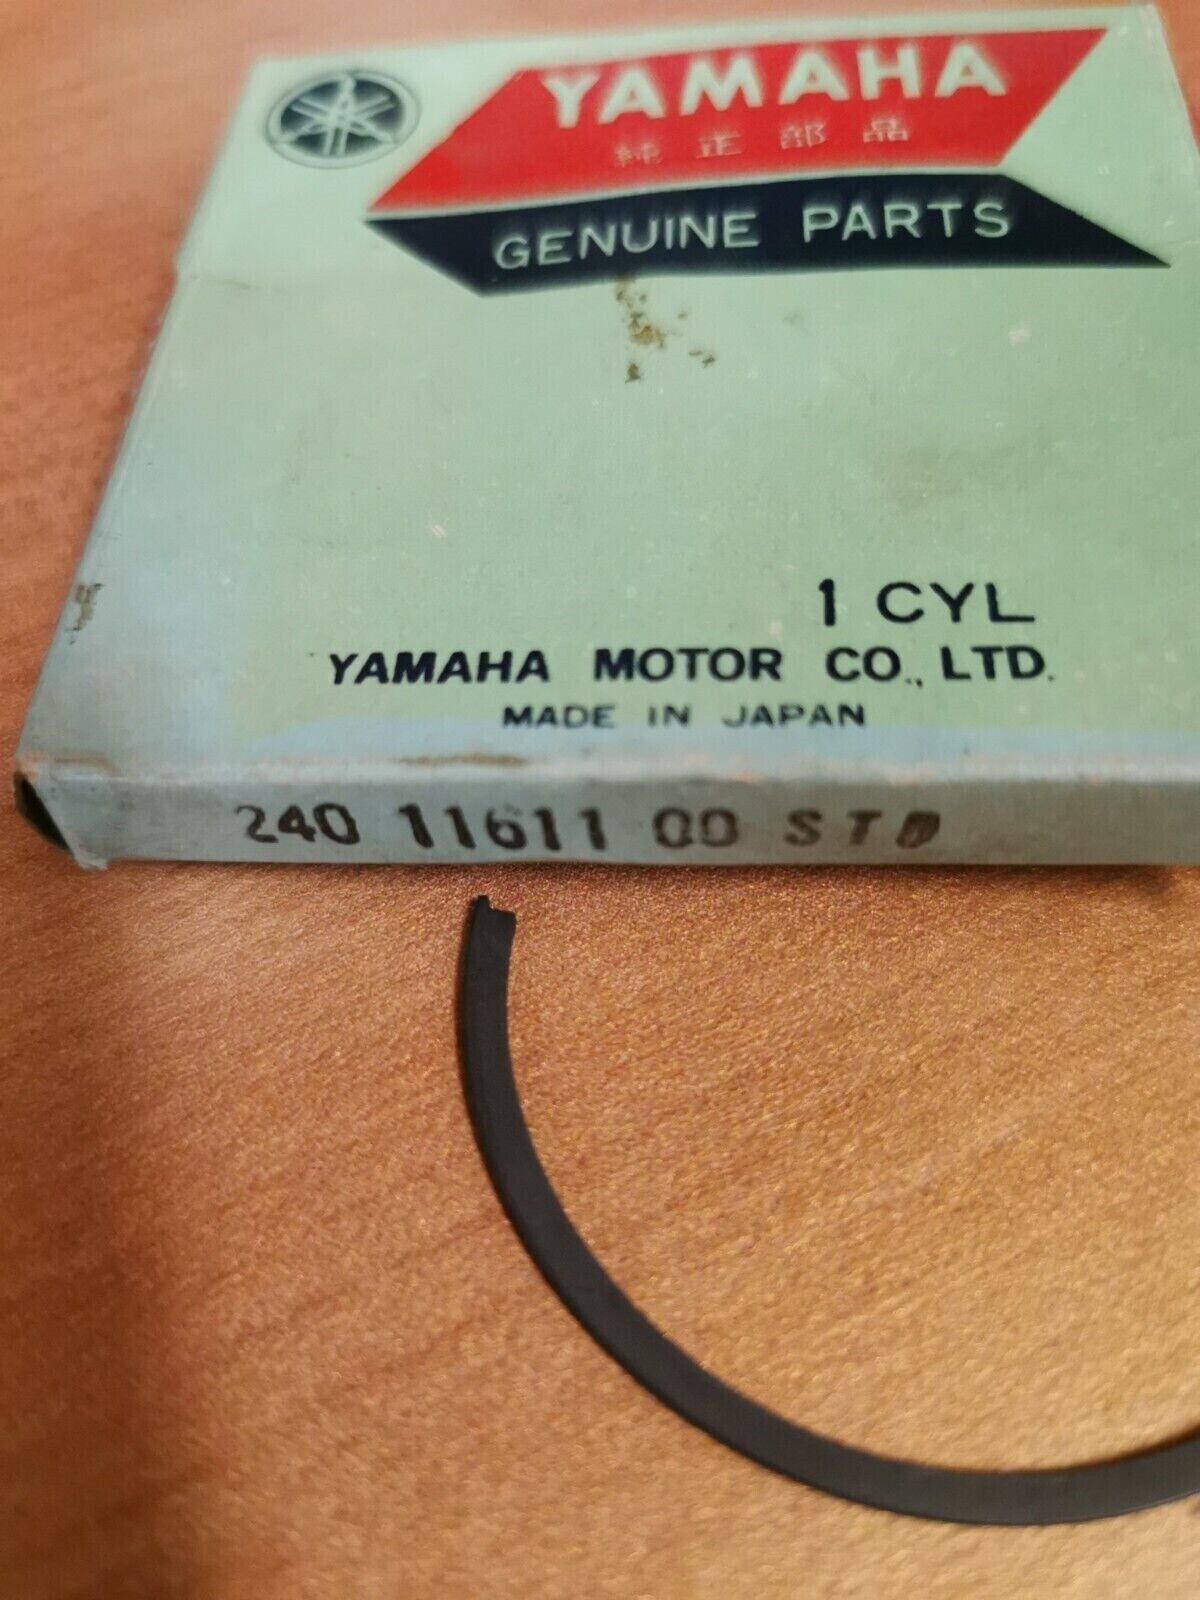 YAMAHA
純正部品
GENUINE PARTS
1 CYL
YAMAHA MOTOR CO., LTD.
MADE IN JAPAN
240 11611 00 STD